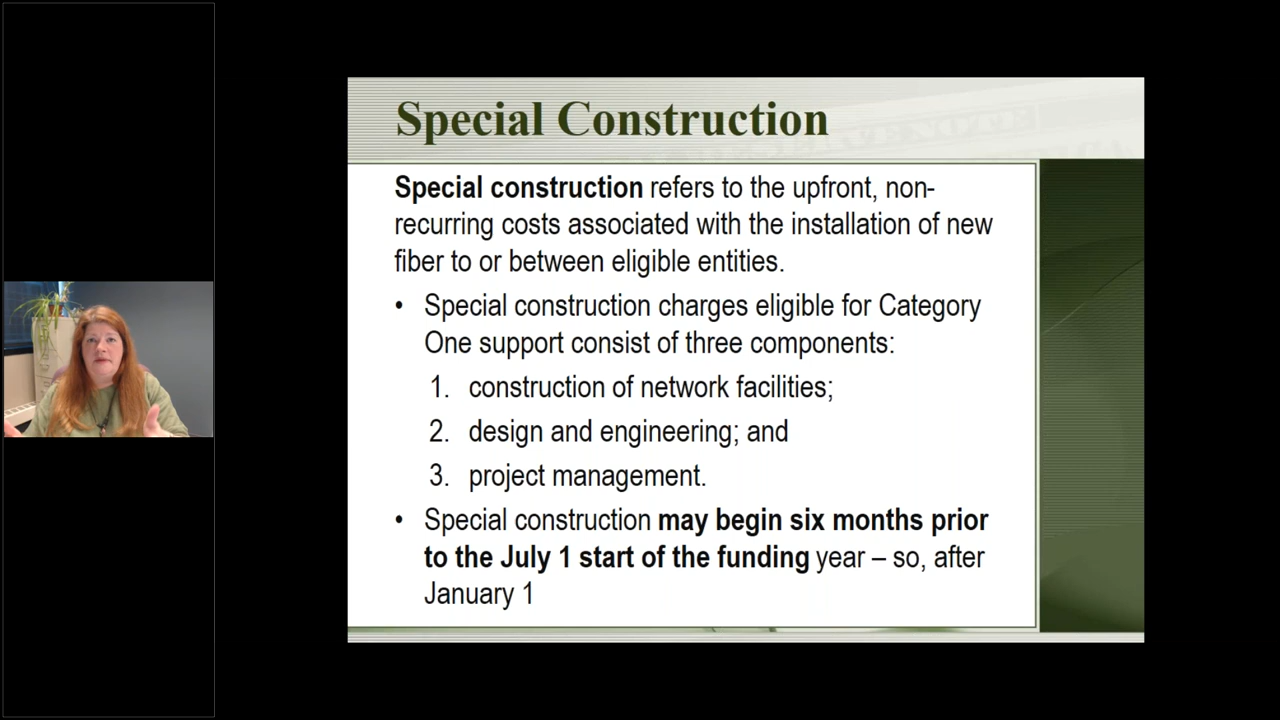 Special Construction
Special construction refers to the upfront, non-
recurring costs associated with the installation of new
fiber to or between eligible entities.
• Special construction charges eligible for Category
One support consist of three components:
1. construction of network facilities;
2. design and engineering; and
3. project management.
• Special construction may begin six months prior
to the July 1 start of the funding year – so, after
January 1